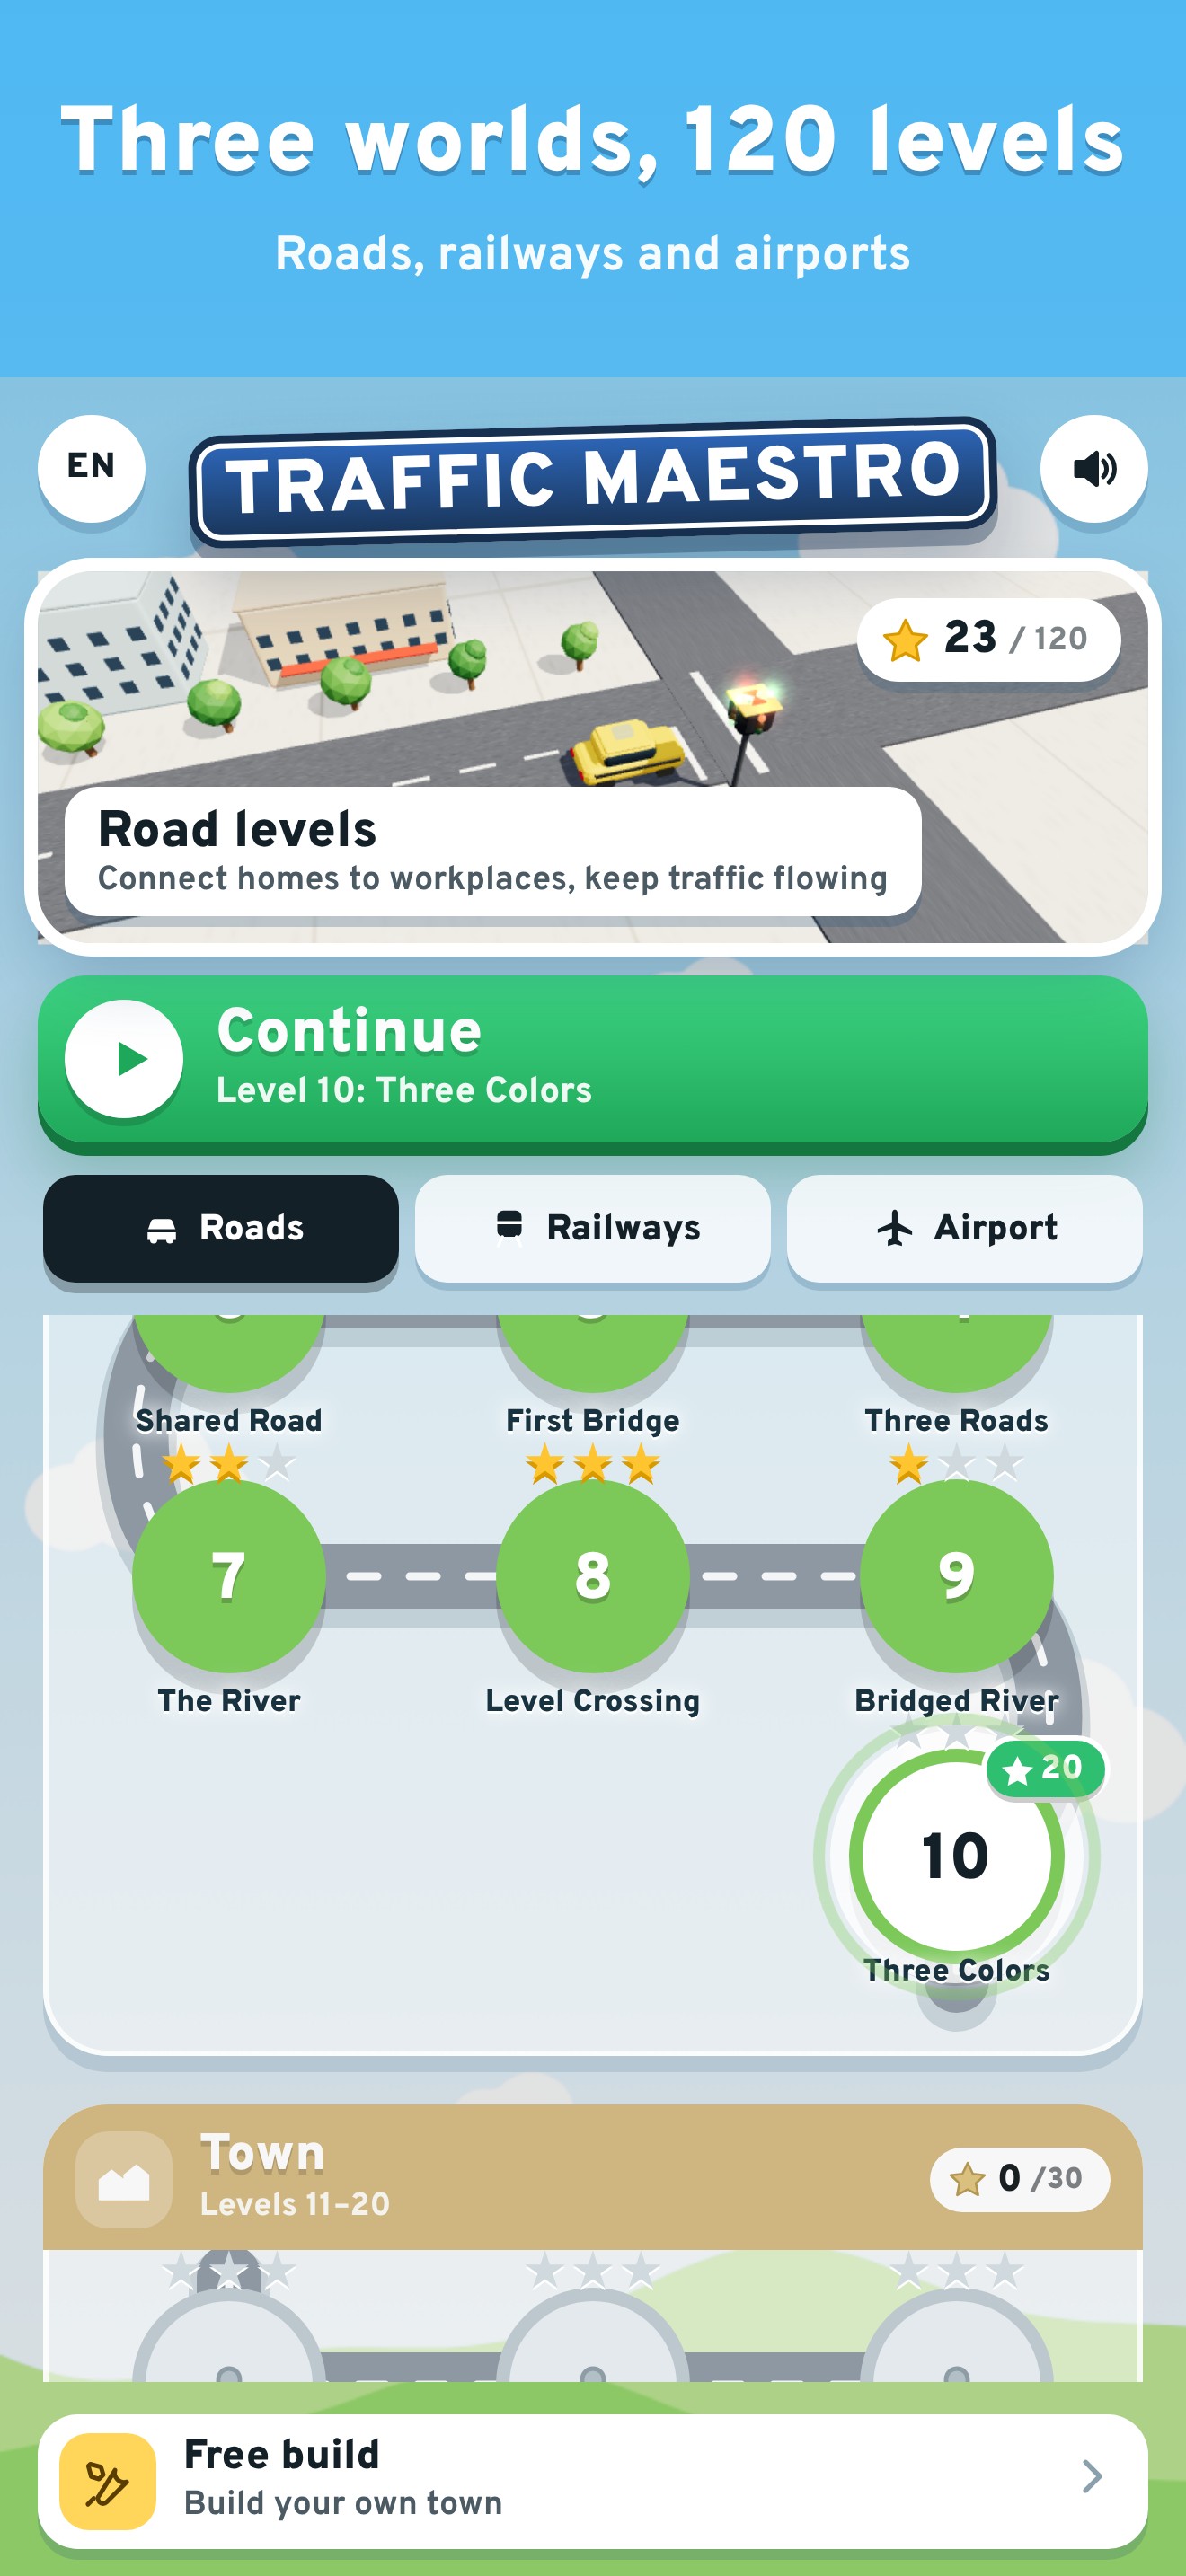 Three worlds, 120 levels
Roads, railways and airports
EN
TRAFFIC MAESTRO
23 / 120
Road levels
Connect homes to workplaces, keep traffic flowing
Continue
Level 10: Three Colors
Roads
Railways
Airport
Shared Road
First Bridge
Three Roads
7
8
9
The River
Level Crossing
Bridged River
20
10
Three Colors
Town
Levels 11–20
0 /30
Free build
Build your own town